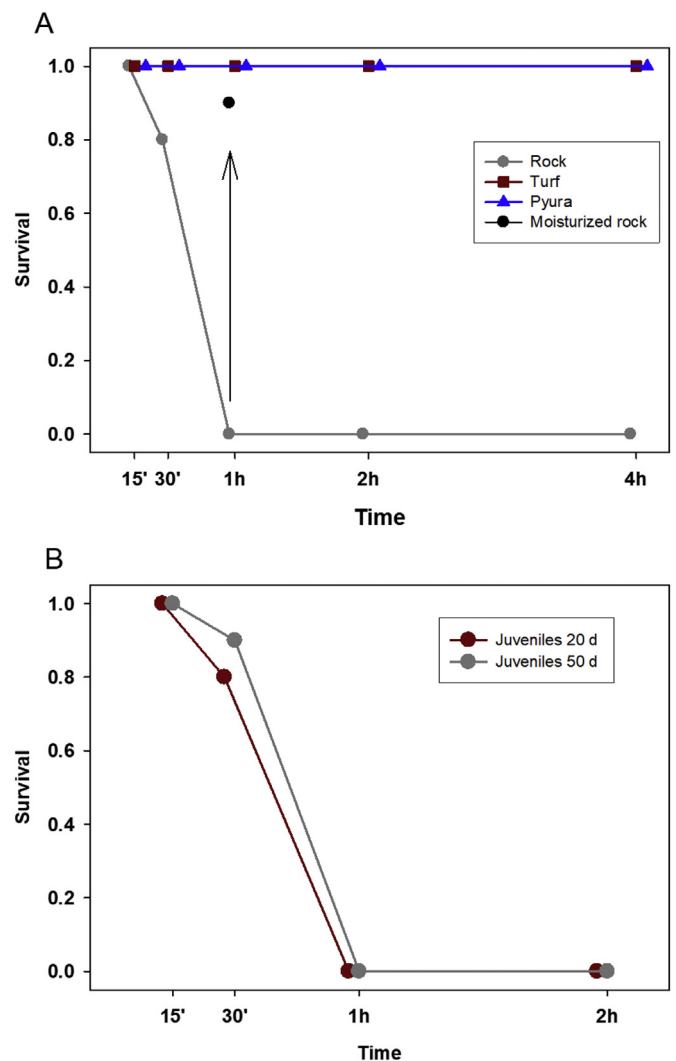 A
1.0
0.8
0.6
0.4
0.2
0.0
Survival
Rock
Turf
Pyura
Moisturized rock
15' 30' 1h 2h 4h
Time
B
1.0
0.8
0.6
0.4
0.2
0.0
Survival
Juveniles 20 d
Juveniles 50 d
15' 30' 1h 2h
Time